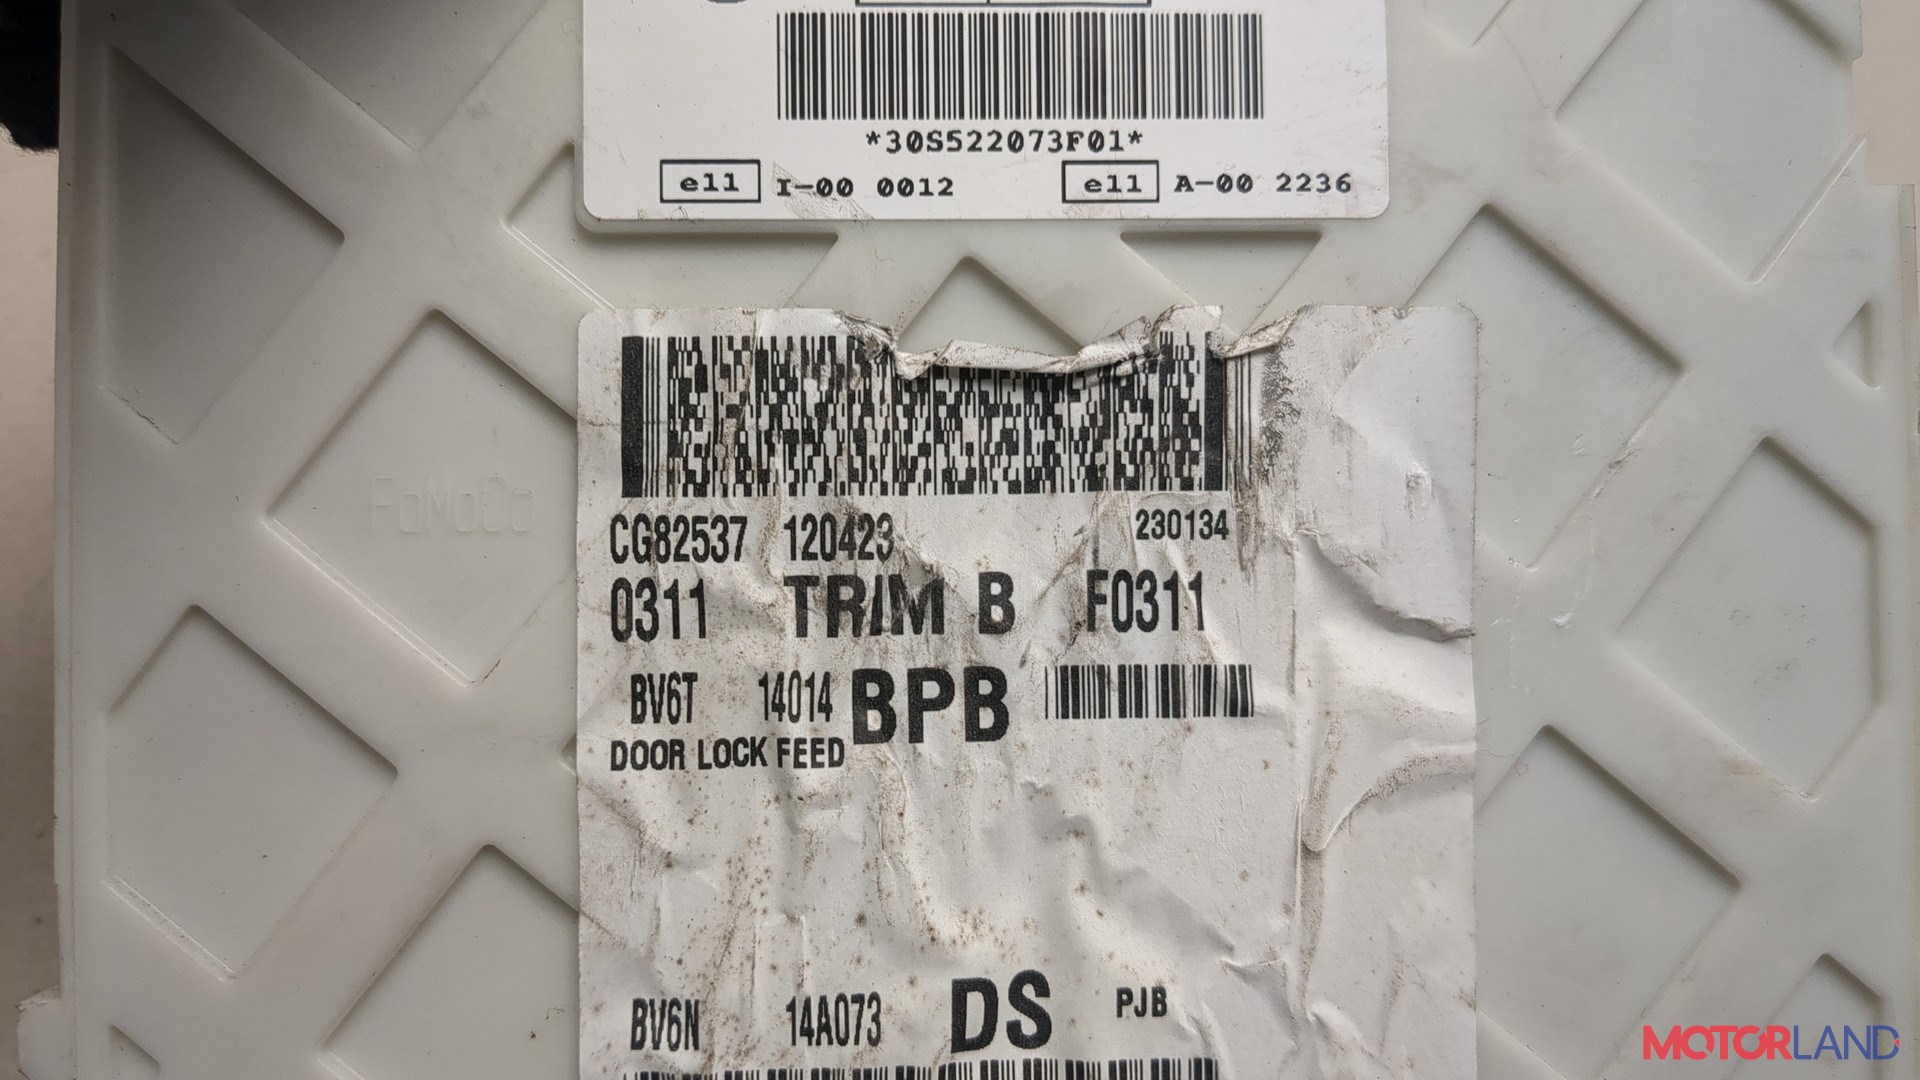 *30S522073F01*
e11 I-00 0012 e11 A-00 2236
FoMoCo
CG82537 120423 230134
0311 TRIM B F0311
BV6T 14014 BPB
DOOR LOCK FEED
BV6N 14A073 DS PJB
MOTORLAND